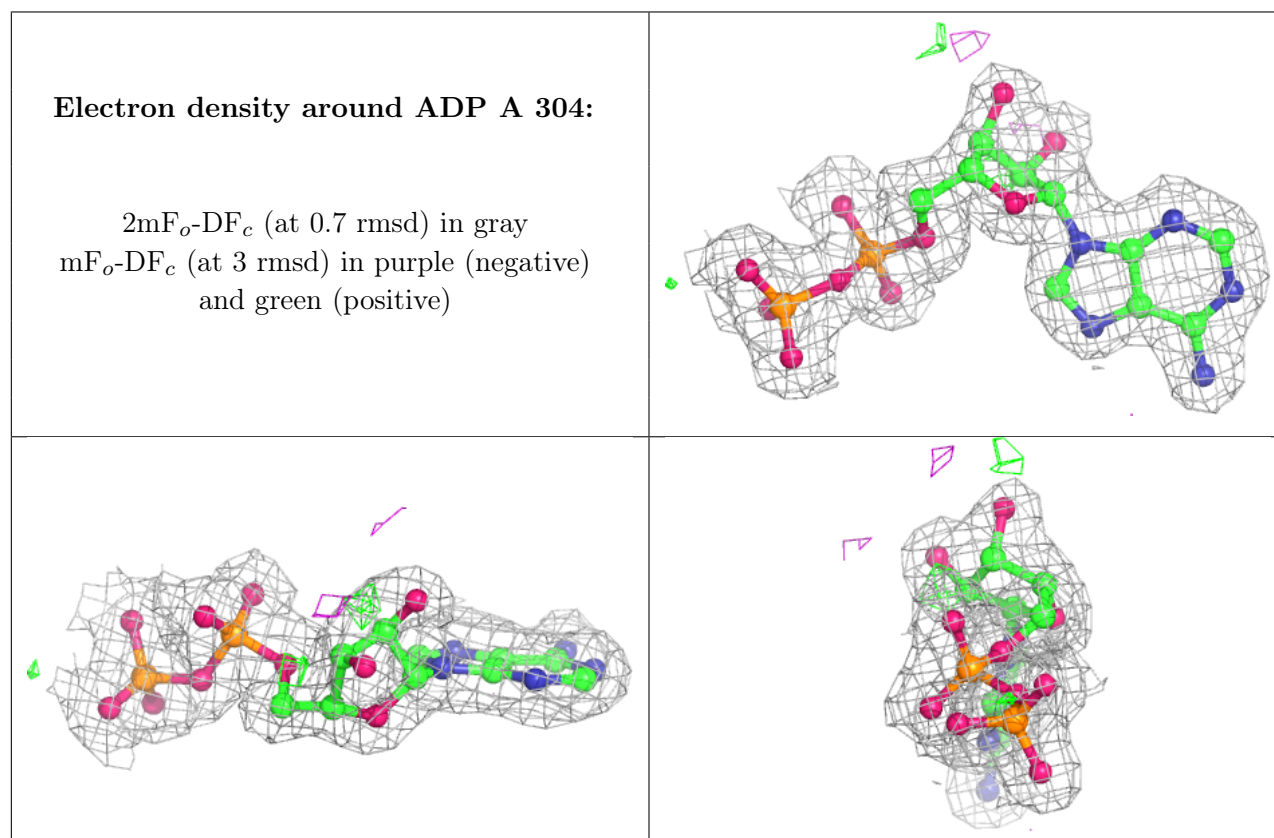 Electron density around ADP A 304:
2mFo-DFc (at 0.7 rmsd) in gray
mFo-DFc (at 3 rmsd) in purple (negative)
and green (positive)